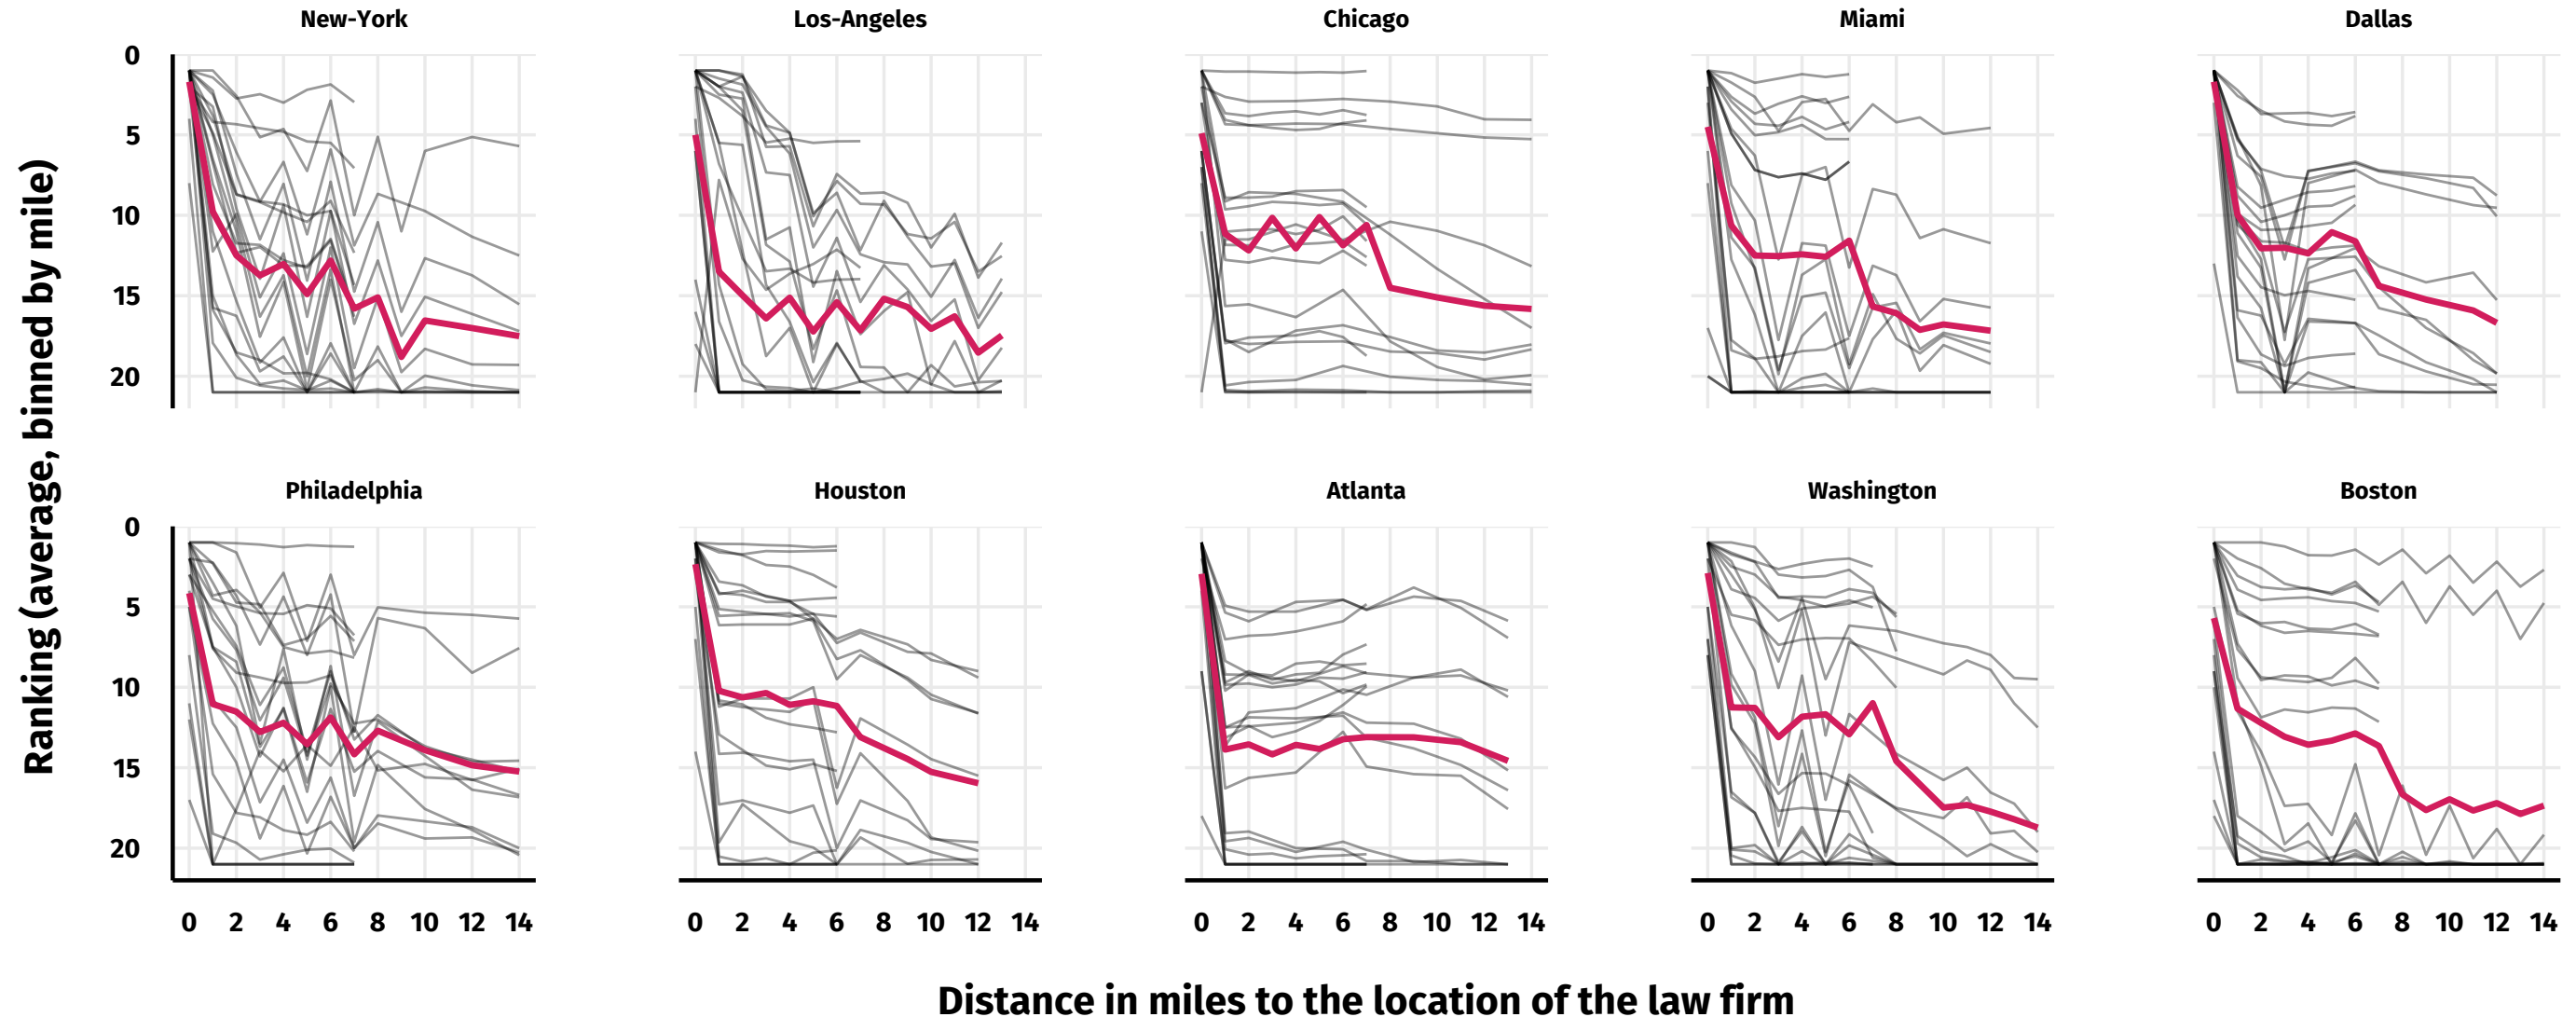 New-York Los-Angeles Chicago Miami Dallas
0
5
10
15
20
Ranking (average, binned by mile)
Philadelphia Houston Atlanta Washington Boston
0
5
10
15
20
0 2 4 6 8 10 12 14 0 2 4 6 8 10 12 14 0 2 4 6 8 10 12 14 0 2 4 6 8 10 12 14 0 2 4 6 8 10 12 14
Distance in miles to the location of the law firm